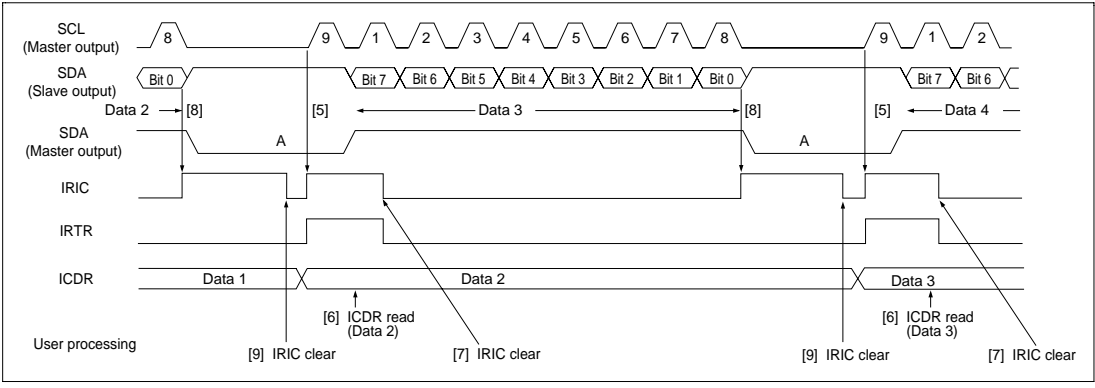 SCL
(Master output)
8 9 1 2 3 4 5 6 7 8 9 1 2
SDA
(Slave output)
Bit 0 Bit 7 Bit 6 Bit 5 Bit 4 Bit 3 Bit 2 Bit 1 Bit 0 Bit 7 Bit 6
Data 2 [8] [5] Data 3 [8] [5] Data 4
SDA
(Master output)
A A
IRIC
IRTR
ICDR
Data 1 Data 2 Data 3
[6] ICDR read
(Data 2)
[6] ICDR read
(Data 3)
User processing
[9] IRIC clear [7] IRIC clear [9] IRIC clear [7] IRIC clear